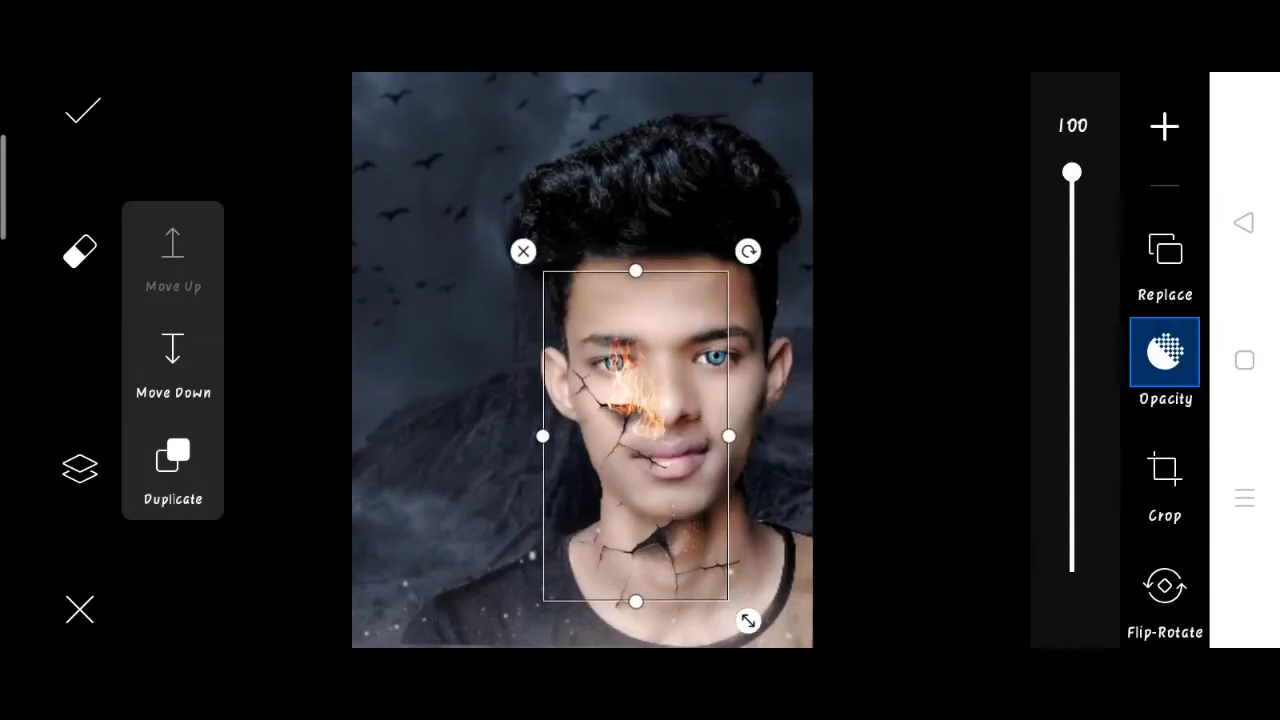 Move Up
Move Down
Duplicate
100
Replace
Opacity
Crop
Flip-Rotate